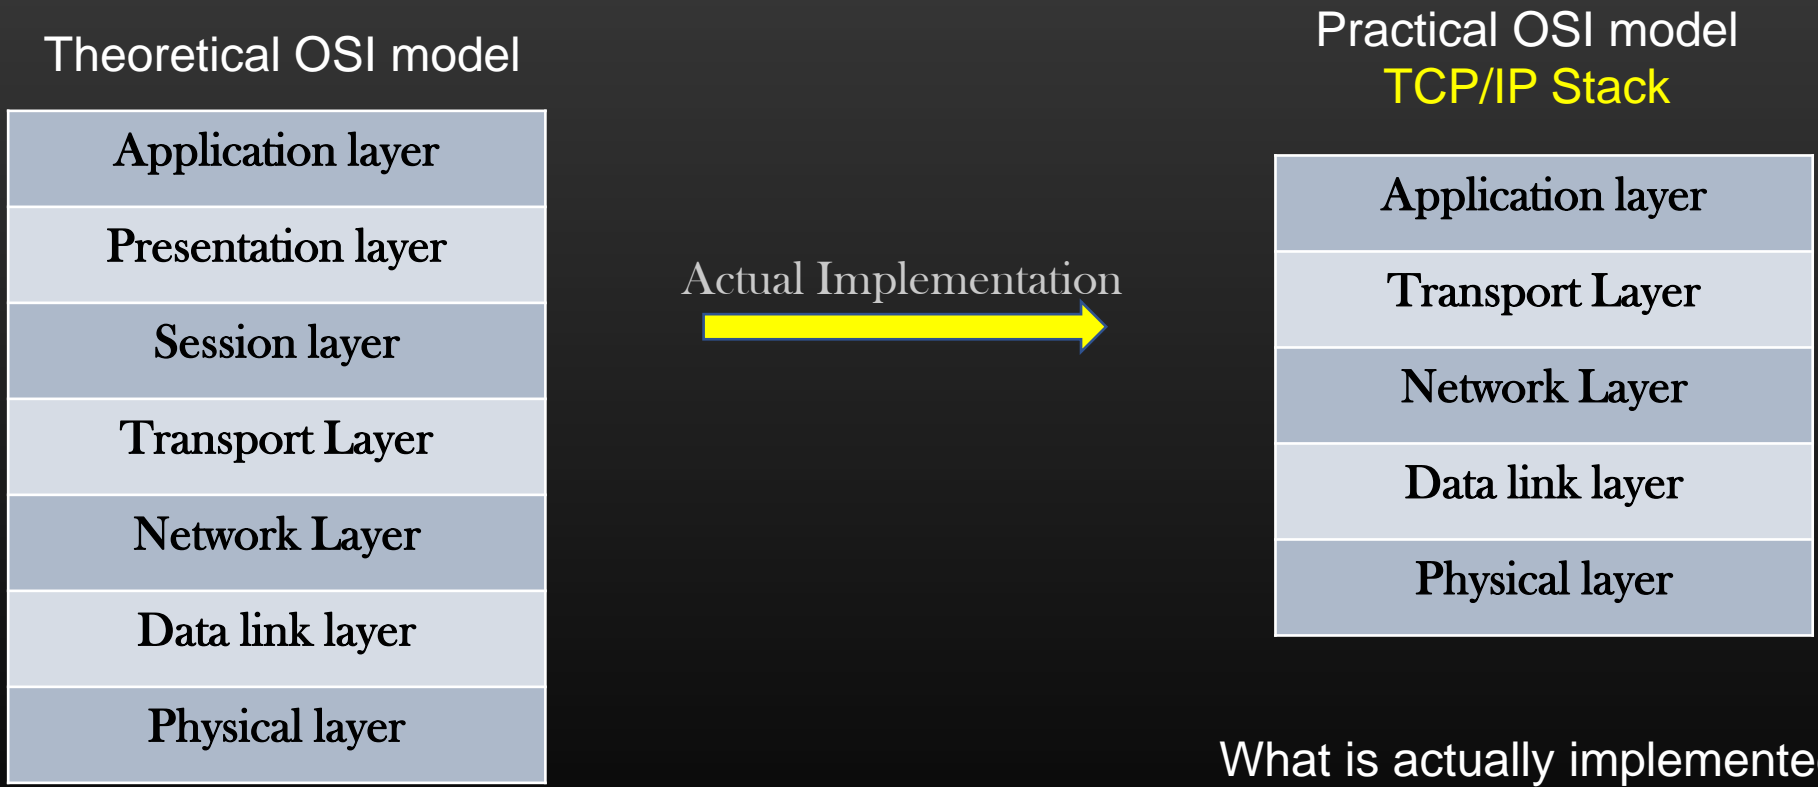 Theoretical OSI model
Application layer
Presentation layer
Session layer
Transport Layer
Network Layer
Data link layer
Physical layer
Actual Implementation
Practical OSI model
TCP/IP Stack
Application layer
Transport Layer
Network Layer
Data link layer
Physical layer
What is actually implemented